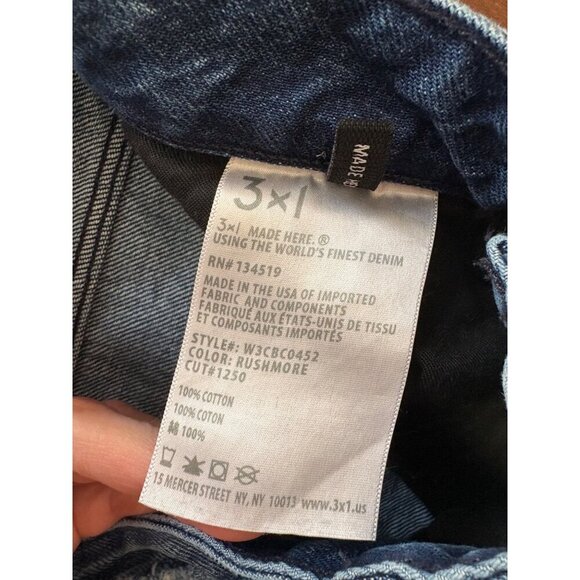 MADE
3×1
3×1 MADE HERE.®
USING THE WORLD'S FINEST DENIM
RN# 134519
MADE IN THE USA OF IMPORTED
FABRIC AND COMPONENTS
FABRIQUÉ AUX ÉTATS-UNIS DE TISSU
ET COMPOSANTS IMPORTÉS
STYLE#: W3CBC0452
COLOR: RUSHMORE
CUT#1250
100% COTTON
100% COTON
100%
15 MERCER STREET NY, NY 10013 www.3x1.us